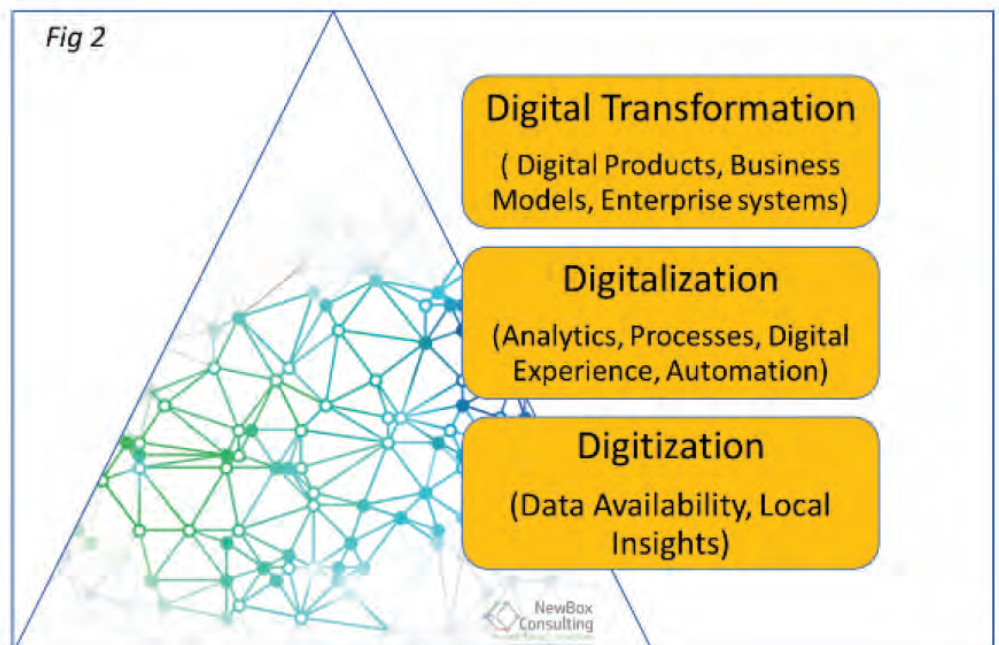 Fig 2
Digital Transformation
( Digital Products, Business
Models, Enterprise systems)
Digitalization
(Analytics, Processes, Digital
Experience, Automation)
Digitization
(Data Availability, Local
Insights)
NewBox
Consulting